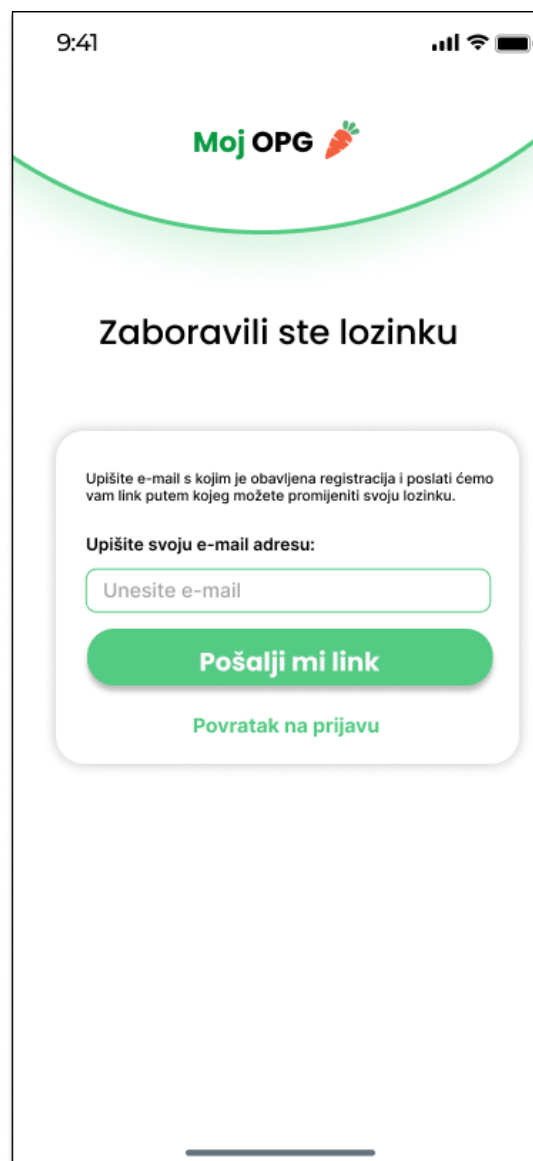 9:41
Moj OPG
Zaboravili ste lozinku
Upišite e-mail s kojim je obavljena registracija i poslati ćemo
vam link putem kojeg možete promijeniti svoju lozinku.
Upišite svoju e-mail adresu:
Unesite e-mail
Pošalji mi link
Povratak na prijavu